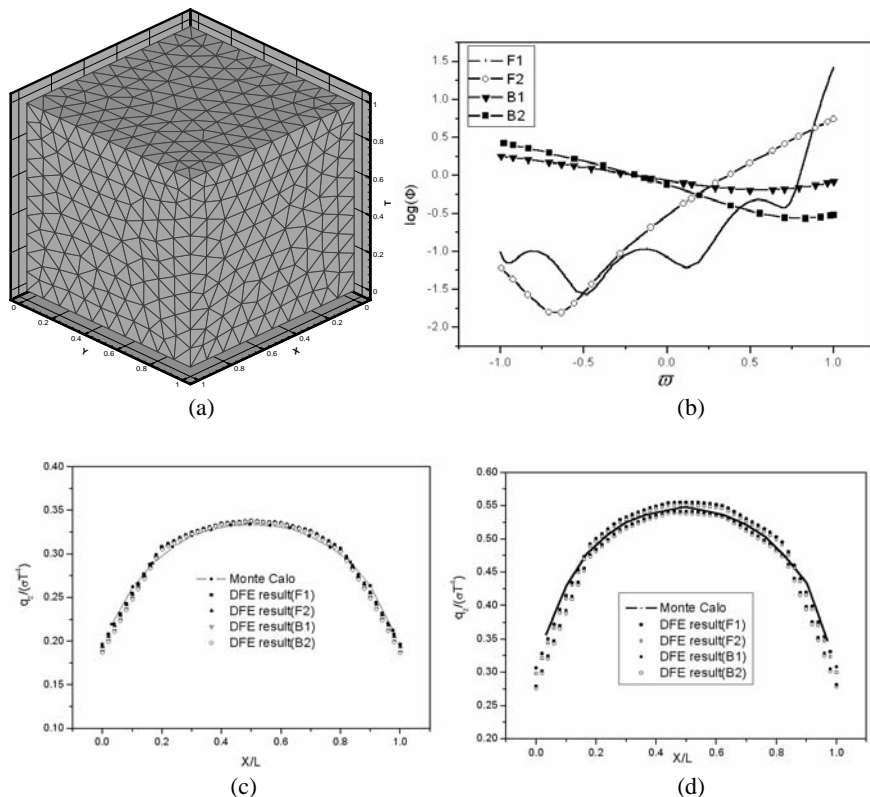 T
1
0.8
0.6
0.4
0.2
0
0
0.2
0.4
0.6
0.8
1
Y
0
0.2
0.4
0.6
0.8
1
X
(a)
F1
F2
B1
B2
log(Φ)
1.5
1.0
0.5
0.0
-0.5
-1.0
-1.5
-2.0
-1.0 -0.5 0.0 0.5 1.0
ϖ
(b)
q_z/(σT^4)
0.40
0.35
0.30
0.25
0.20
0.15
0.10
Monte Calo
DFE result(F1)
DFE result(F2)
DFE result(B1)
DFE result(B2)
0.0 0.2 0.4 0.6 0.8 1.0
X/L
(c)
q_z/(σT^4)
0.60
0.55
0.50
0.45
0.40
0.35
0.30
0.25
0.20
Monte Calo
DFE result(F1)
DFE result(F2)
DFE result(B1)
DFE result(B2)
0.0 0.2 0.4 0.6 0.8 1.0
X/L
(d)